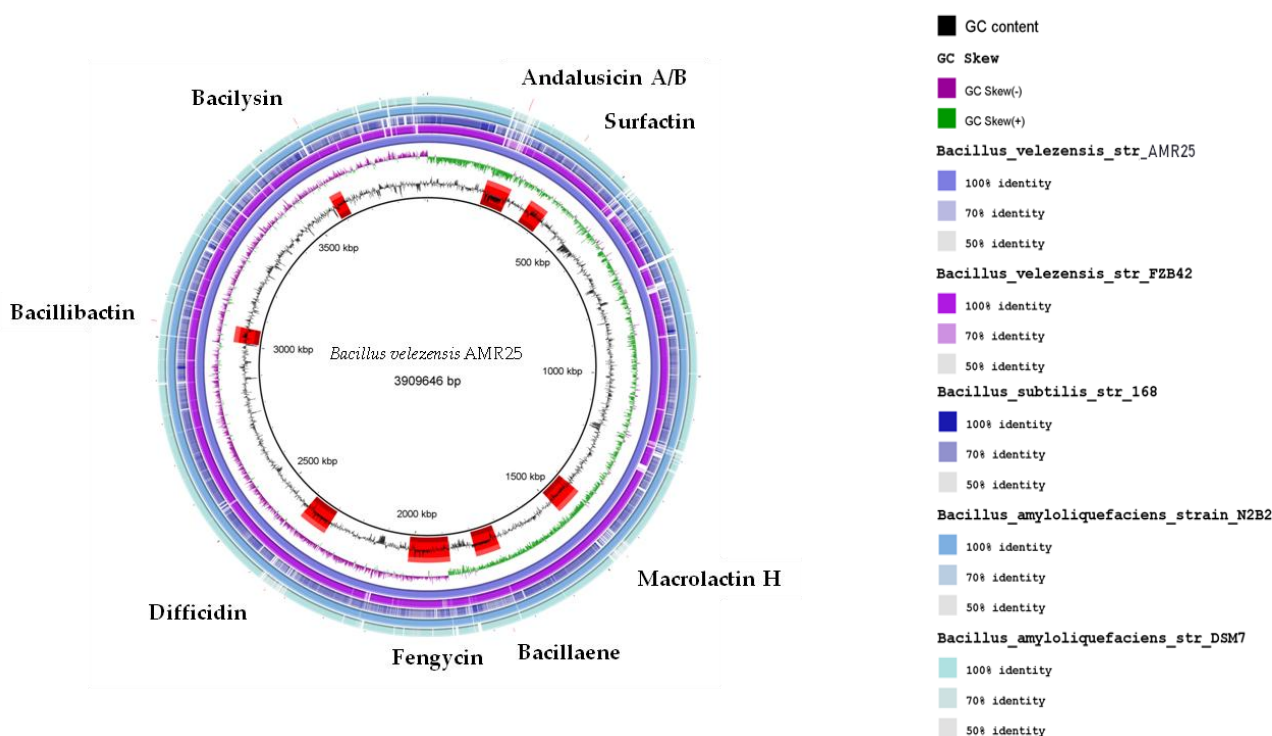 Andalusicin A/B
Bacilysin
Surfactin
3500 kbp
500 kbp
Bacillibactin
3000 kbp
Bacillus velezensis AMR25
1000 kbp
3909646 bp
2500 kbp
1500 kbp
2000 kbp
Macrolactin H
Difficidin
Fengycin
Bacillaene
GC content
GC Skew
GC Skew(-)
GC Skew(+)
Bacillus_velezensis_str_AMR25
100% identity
70% identity
50% identity
Bacillus_velezensis_str_FZB42
100% identity
70% identity
50% identity
Bacillus_subtilis_str_168
100% identity
70% identity
50% identity
Bacillus_amyloliquefaciens_strain_N2B2
100% identity
70% identity
50% identity
Bacillus_amyloliquefaciens_str_DSM7
100% identity
70% identity
50% identity